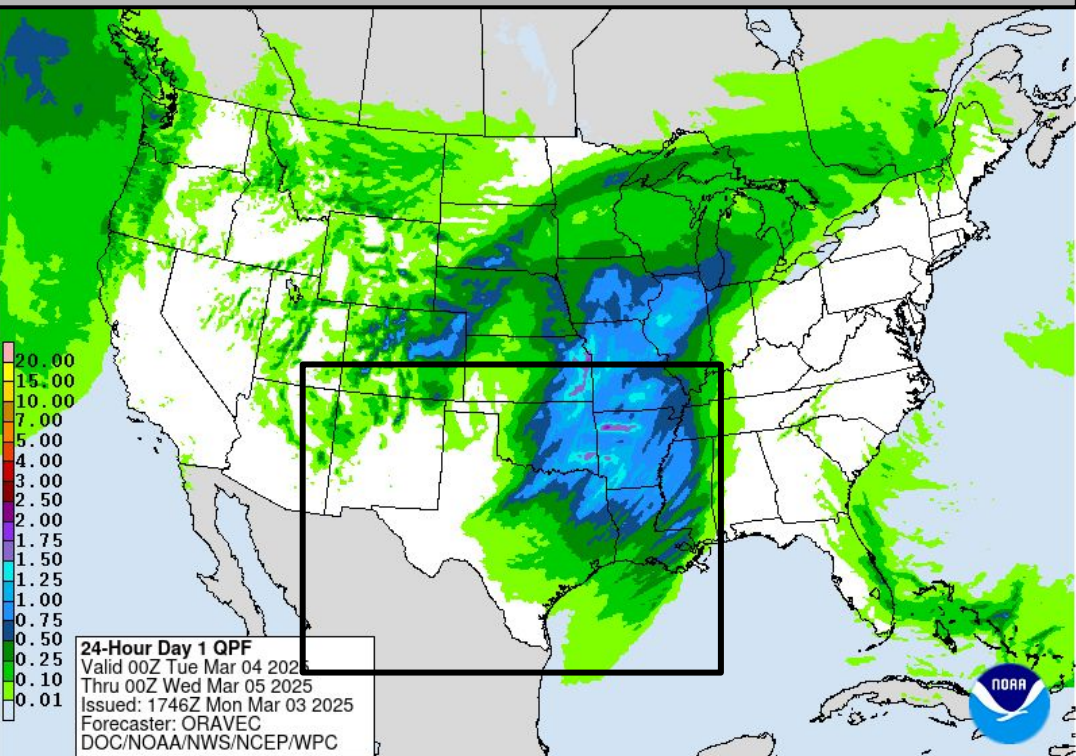 20.00
15.00
10.00
7.00
5.00
4.00
3.00
2.50
2.00
1.75
1.50
1.25
1.00
0.75
0.50
0.25
0.10
0.01
24-Hour Day 1 QPF
Valid 00Z Tue Mar 04 2025
Thru 00Z Wed Mar 05 2025
Issued: 1746Z Mon Mar 03 2025
Forecaster: ORAVEC
DOC/NOAA/NWS/NCEP/WPC
NOAA